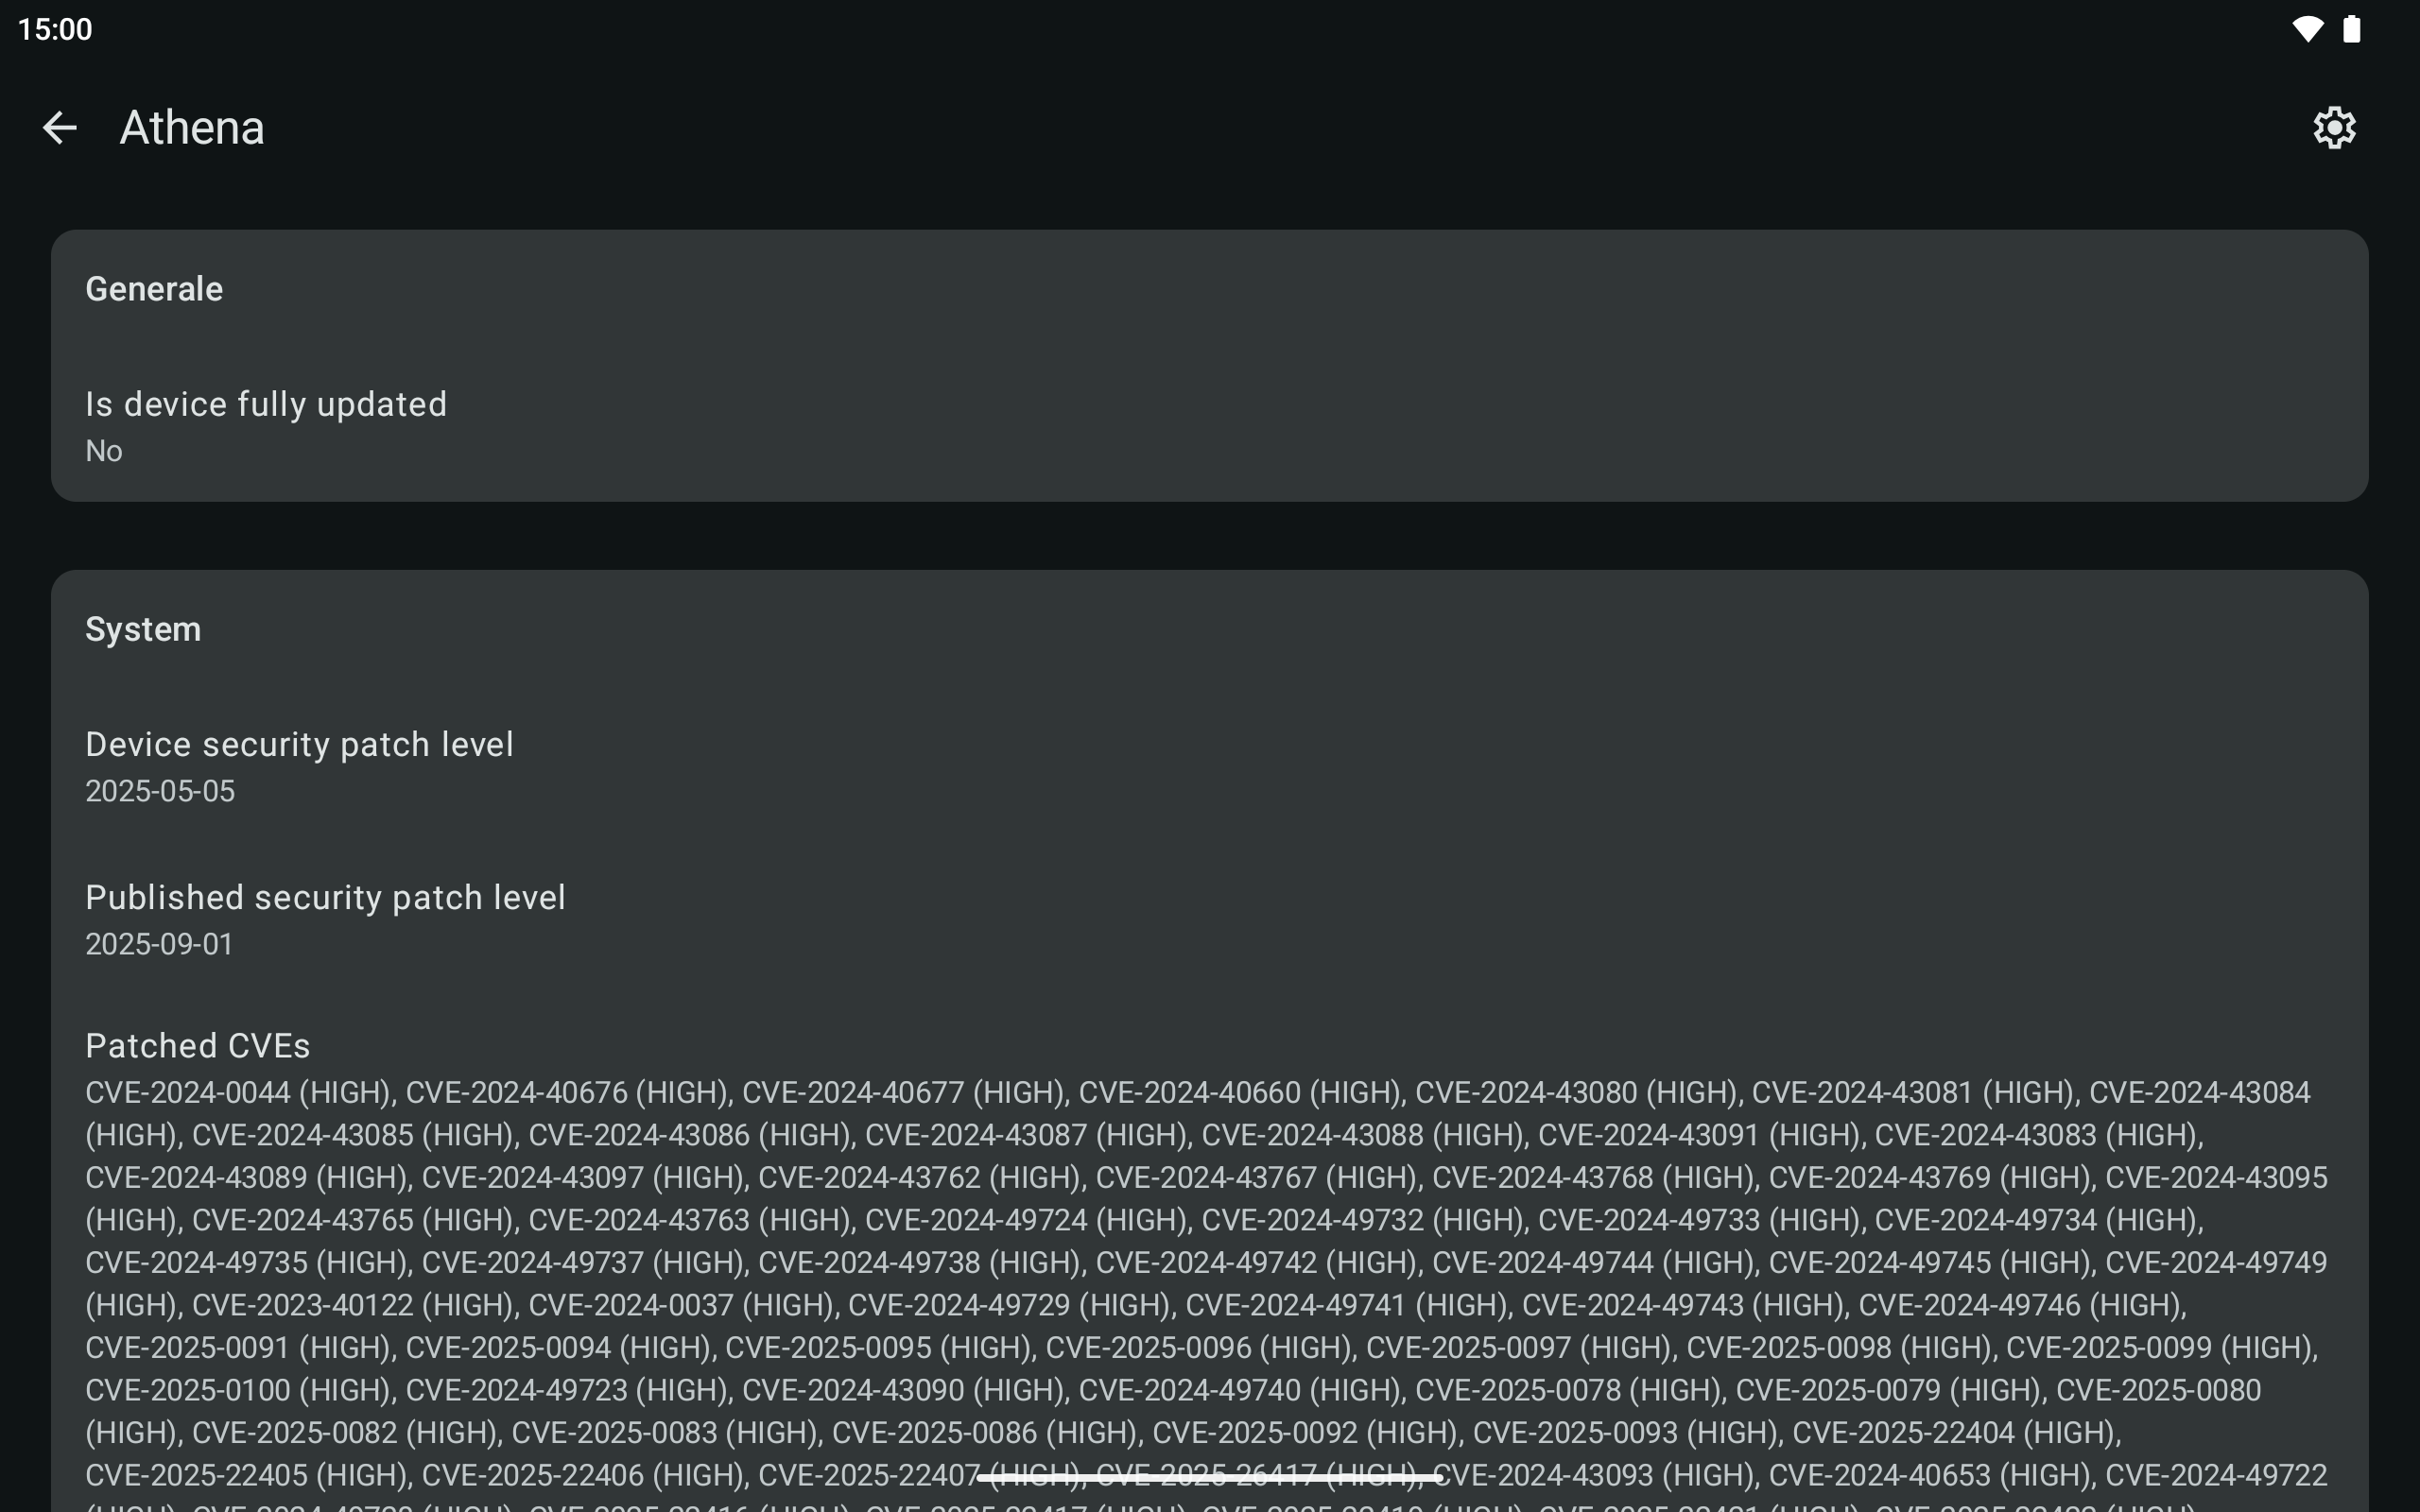 15:00
Athena
Generale
Is device fully updated
No
System
Device security patch level
2025-05-05
Published security patch level
2025-09-01
Patched CVEs
CVE-2024-0044 (HIGH), CVE-2024-40676 (HIGH), CVE-2024-40677 (HIGH), CVE-2024-40660 (HIGH), CVE-2024-43080 (HIGH), CVE-2024-43081 (HIGH), CVE-2024-43084
(HIGH), CVE-2024-43085 (HIGH), CVE-2024-43086 (HIGH), CVE-2024-43087 (HIGH), CVE-2024-43088 (HIGH), CVE-2024-43091 (HIGH), CVE-2024-43083 (HIGH),
CVE-2024-43089 (HIGH), CVE-2024-43097 (HIGH), CVE-2024-43762 (HIGH), CVE-2024-43767 (HIGH), CVE-2024-43768 (HIGH), CVE-2024-43769 (HIGH), CVE-2024-43095
(HIGH), CVE-2024-43765 (HIGH), CVE-2024-43763 (HIGH), CVE-2024-49724 (HIGH), CVE-2024-49732 (HIGH), CVE-2024-49733 (HIGH), CVE-2024-49734 (HIGH),
CVE-2024-49735 (HIGH), CVE-2024-49737 (HIGH), CVE-2024-49738 (HIGH), CVE-2024-49742 (HIGH), CVE-2024-49744 (HIGH), CVE-2024-49745 (HIGH), CVE-2024-49749
(HIGH), CVE-2023-40122 (HIGH), CVE-2024-0037 (HIGH), CVE-2024-49729 (HIGH), CVE-2024-49741 (HIGH), CVE-2024-49743 (HIGH), CVE-2024-49746 (HIGH),
CVE-2025-0091 (HIGH), CVE-2025-0094 (HIGH), CVE-2025-0095 (HIGH), CVE-2025-0096 (HIGH), CVE-2025-0097 (HIGH), CVE-2025-0098 (HIGH), CVE-2025-0099 (HIGH),
CVE-2025-0100 (HIGH), CVE-2024-49723 (HIGH), CVE-2024-43090 (HIGH), CVE-2024-49740 (HIGH), CVE-2025-0078 (HIGH), CVE-2025-0079 (HIGH), CVE-2025-0080
(HIGH), CVE-2025-0082 (HIGH), CVE-2025-0083 (HIGH), CVE-2025-0086 (HIGH), CVE-2025-0092 (HIGH), CVE-2025-0093 (HIGH), CVE-2025-22404 (HIGH),
CVE-2025-22405 (HIGH), CVE-2025-22406 (HIGH), CVE-2025-22407 (HIGH), CVE-2025-26417 (HIGH), CVE-2024-43093 (HIGH), CVE-2024-40653 (HIGH), CVE-2024-49722